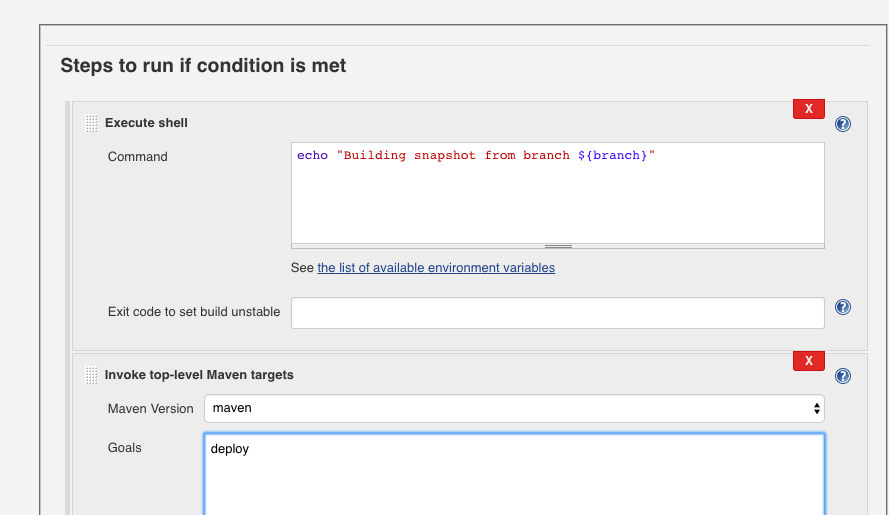 Steps to run if condition is met
X
Execute shell
?
Command
echo "Building snapshot from branch ${branch}"
See the list of available environment variables
Exit code to set build unstable
?
X
Invoke top-level Maven targets
?
Maven Version
maven
Goals
deploy